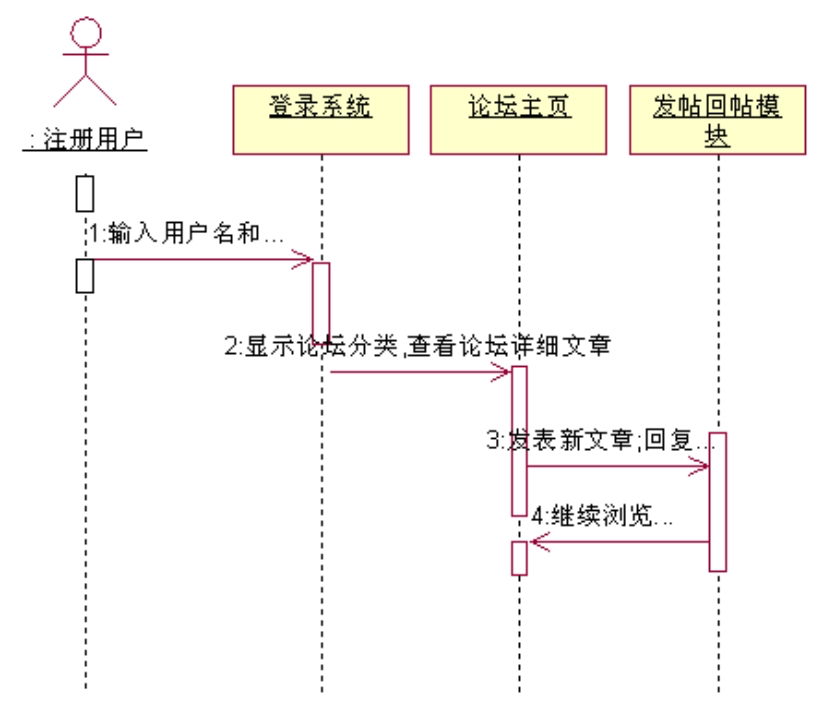 : 注册用户
登录系统
论坛主页
发帖回帖模
块
1:输入用户名和...
2:显示论坛分类,查看论坛详细文章
3:发表新文章;回复...
4:继续浏览...